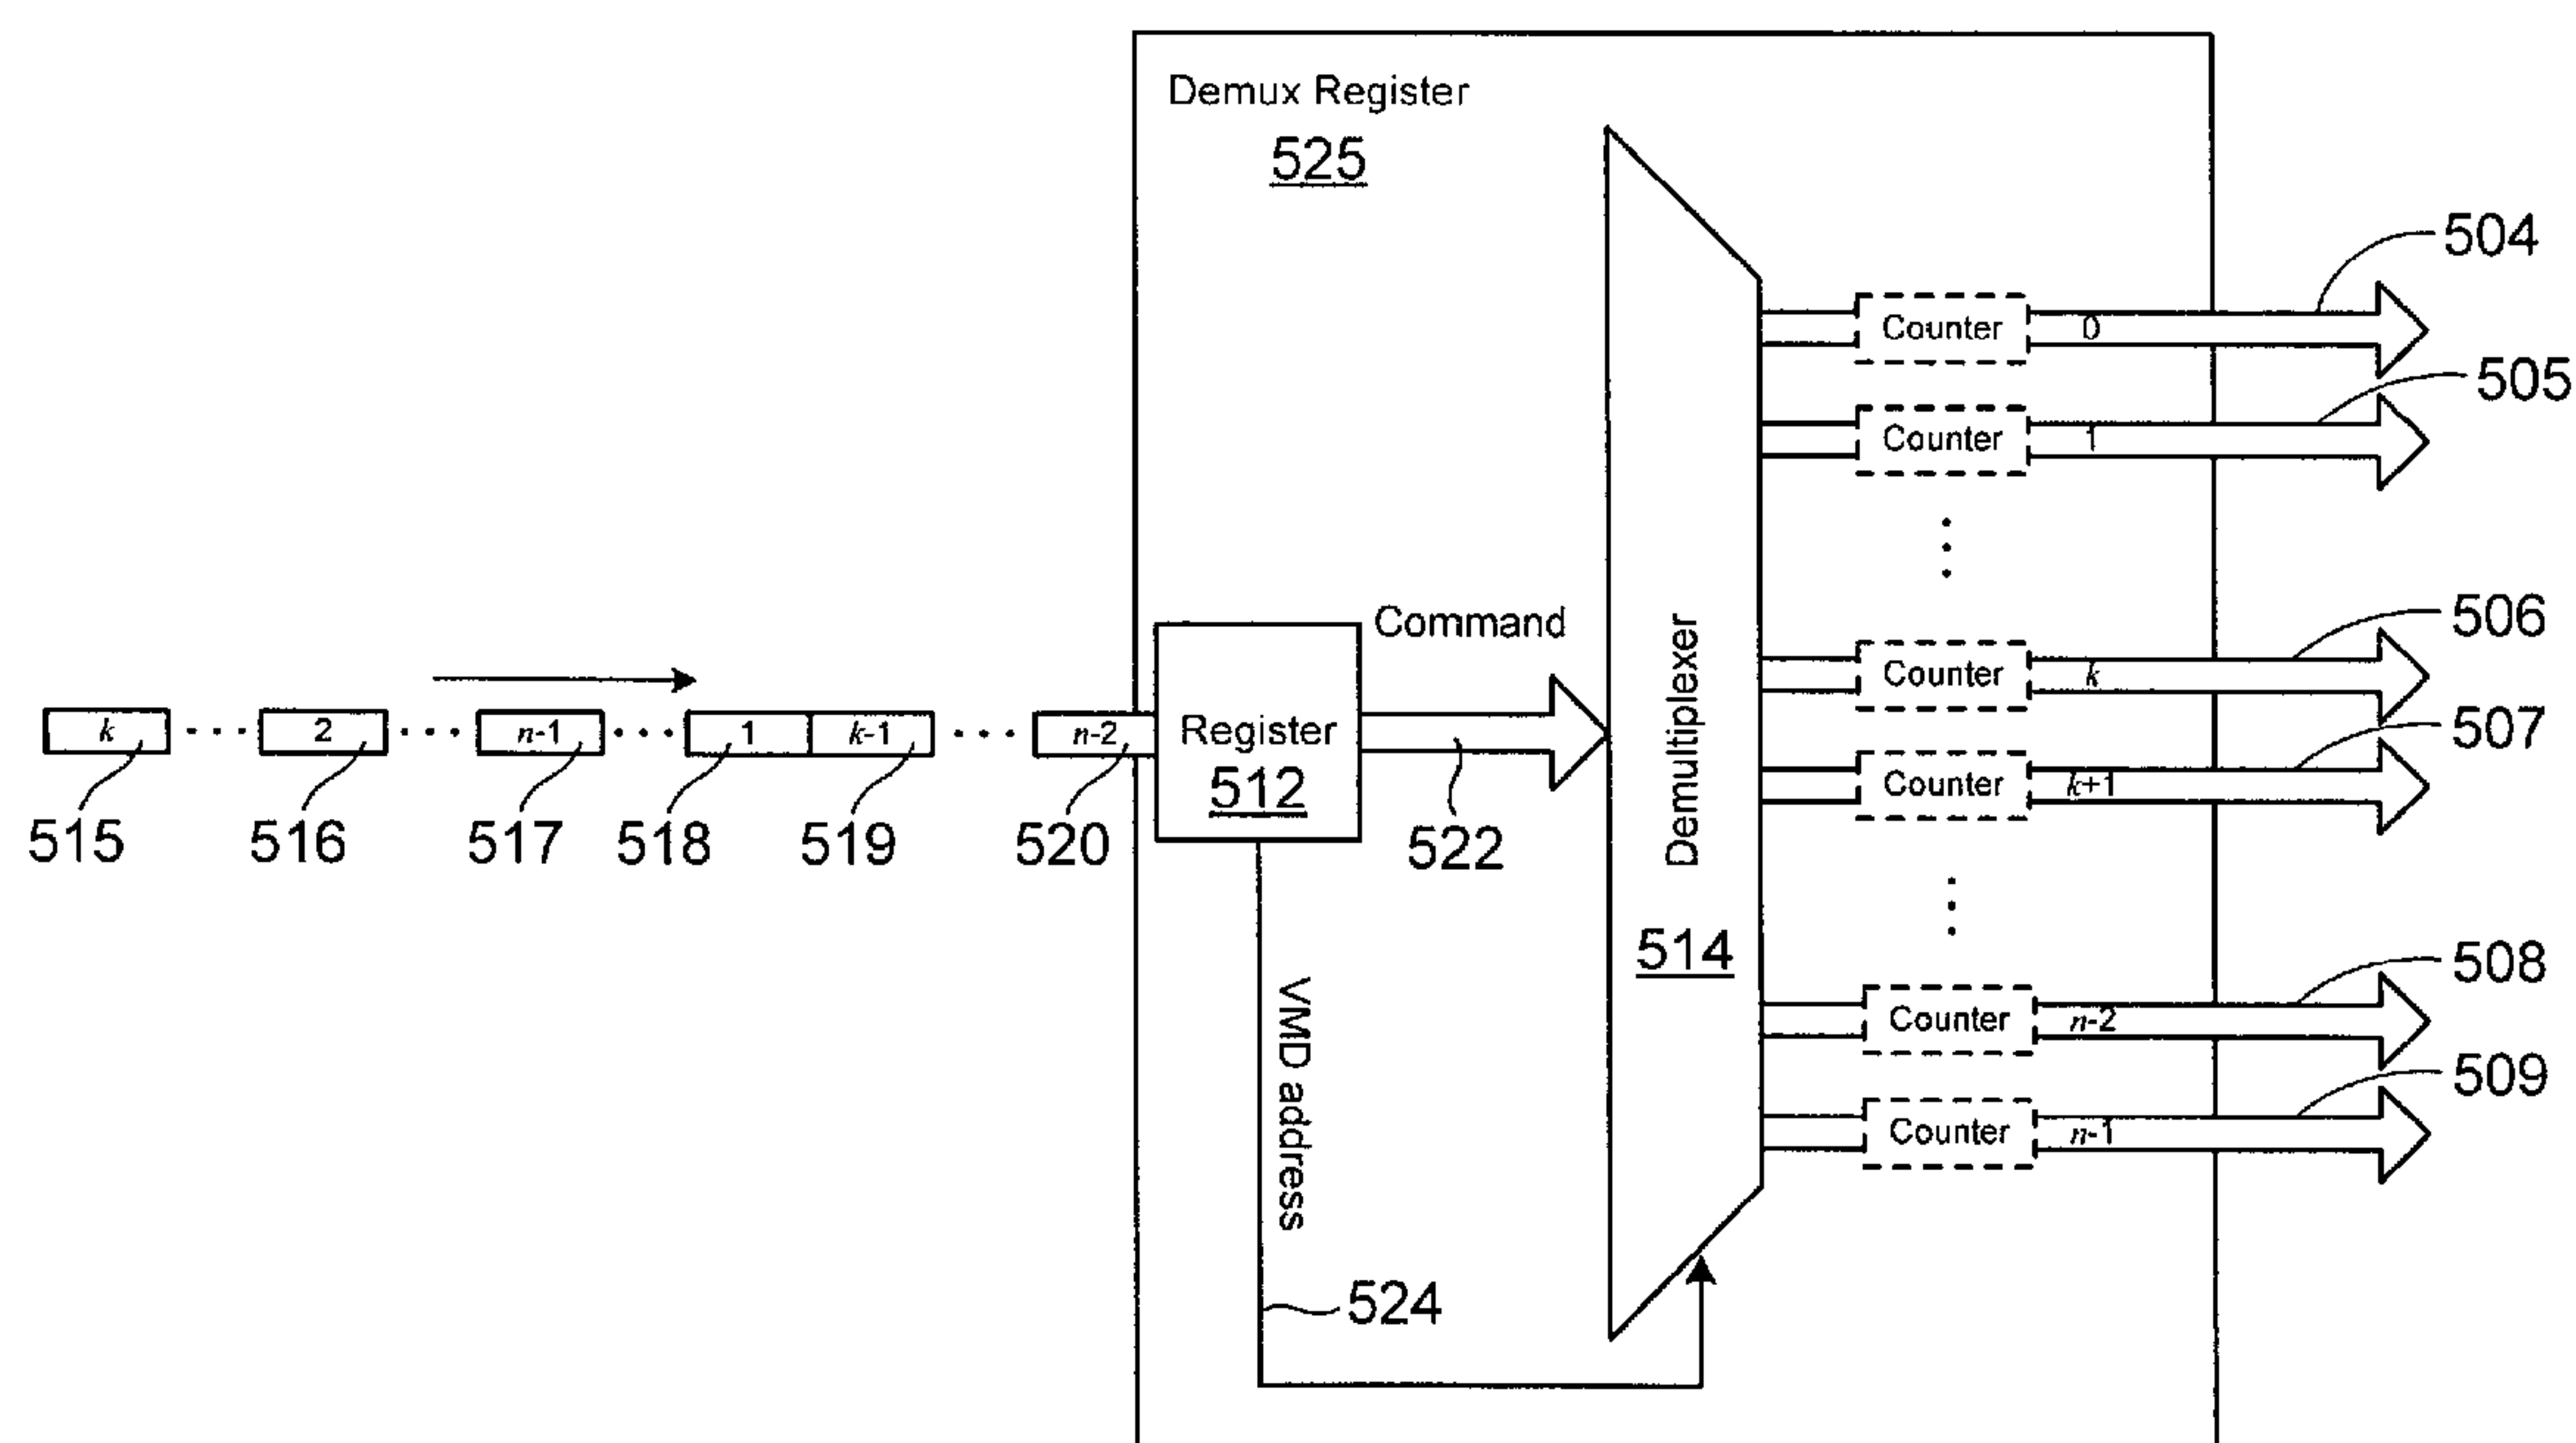 Demux Register
525
504
Counter 0
505
Counter 1
Command
506
Counter k
k 2 n-1 1 k-1 n-2
Register
512
507
Counter k+1
515 516 517 518 519 520 522
Demultiplexer
514
508
Counter n-2
509
Counter n-1
VMD address
524